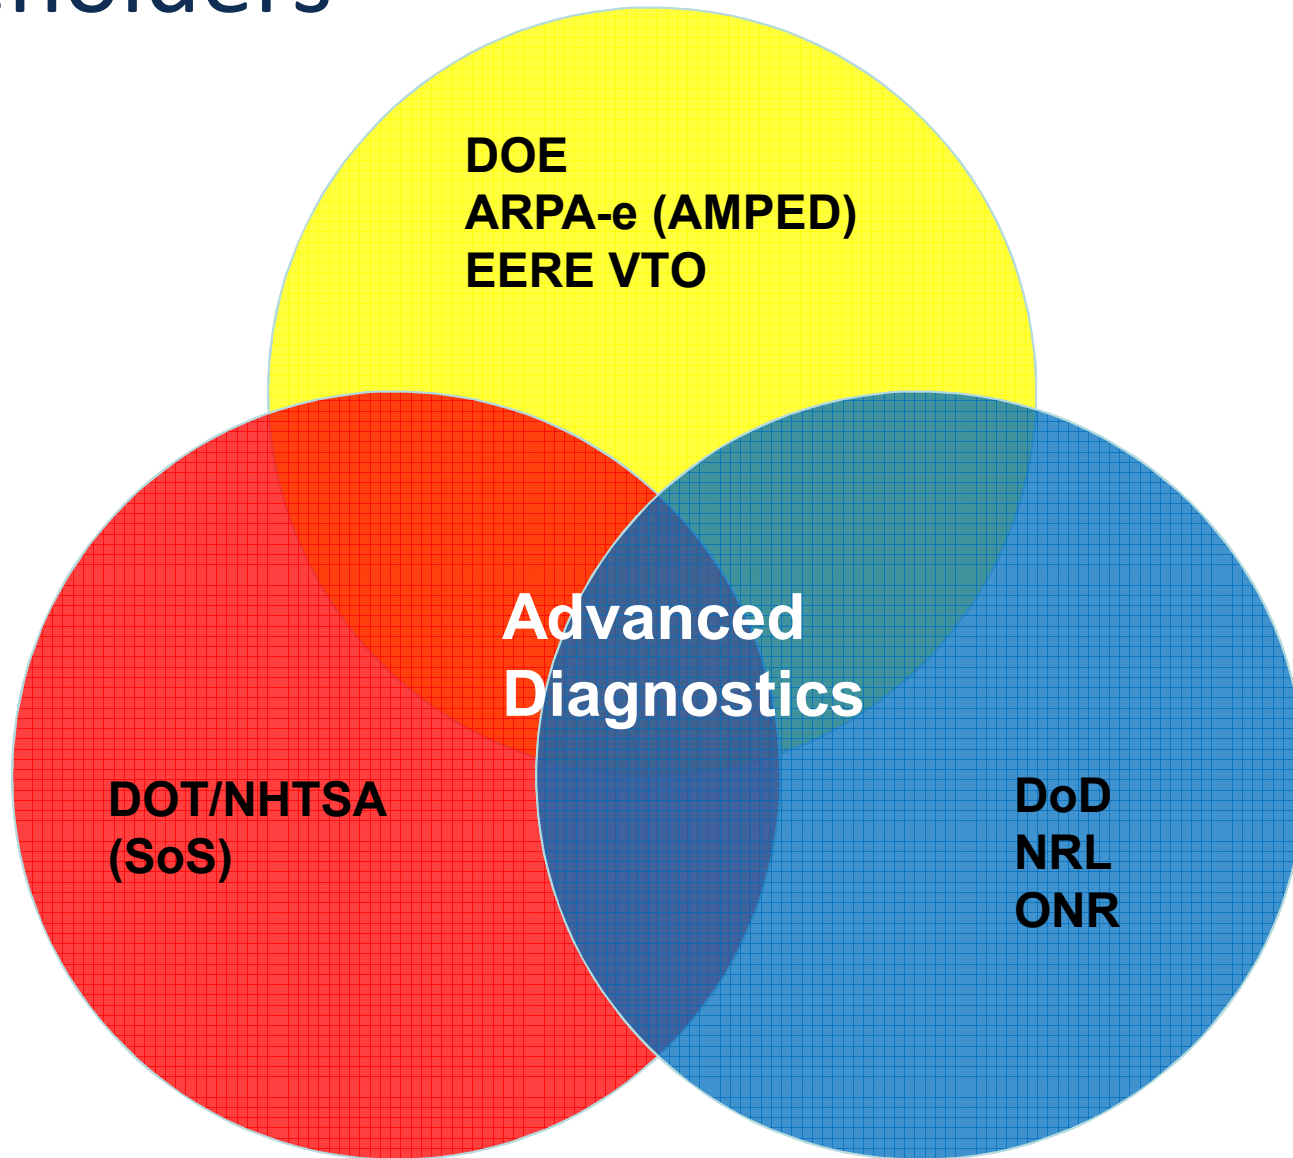 DOE
ARPA-e (AMPED)
EERE VTO
Advanced
Diagnostics
DOT/NHTSA
(SoS)
DoD
NRL
ONR